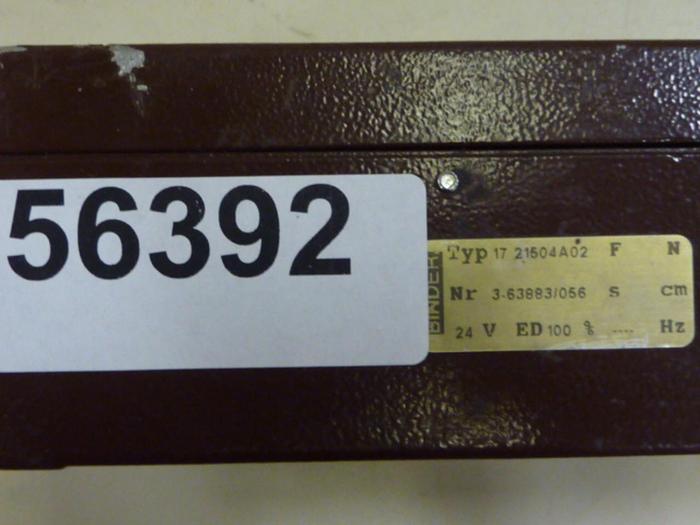 56392
BINDER
Typ 17 21504A02 F N
Nr 3-63883/056 s cm
24 V ED 100 % .... Hz